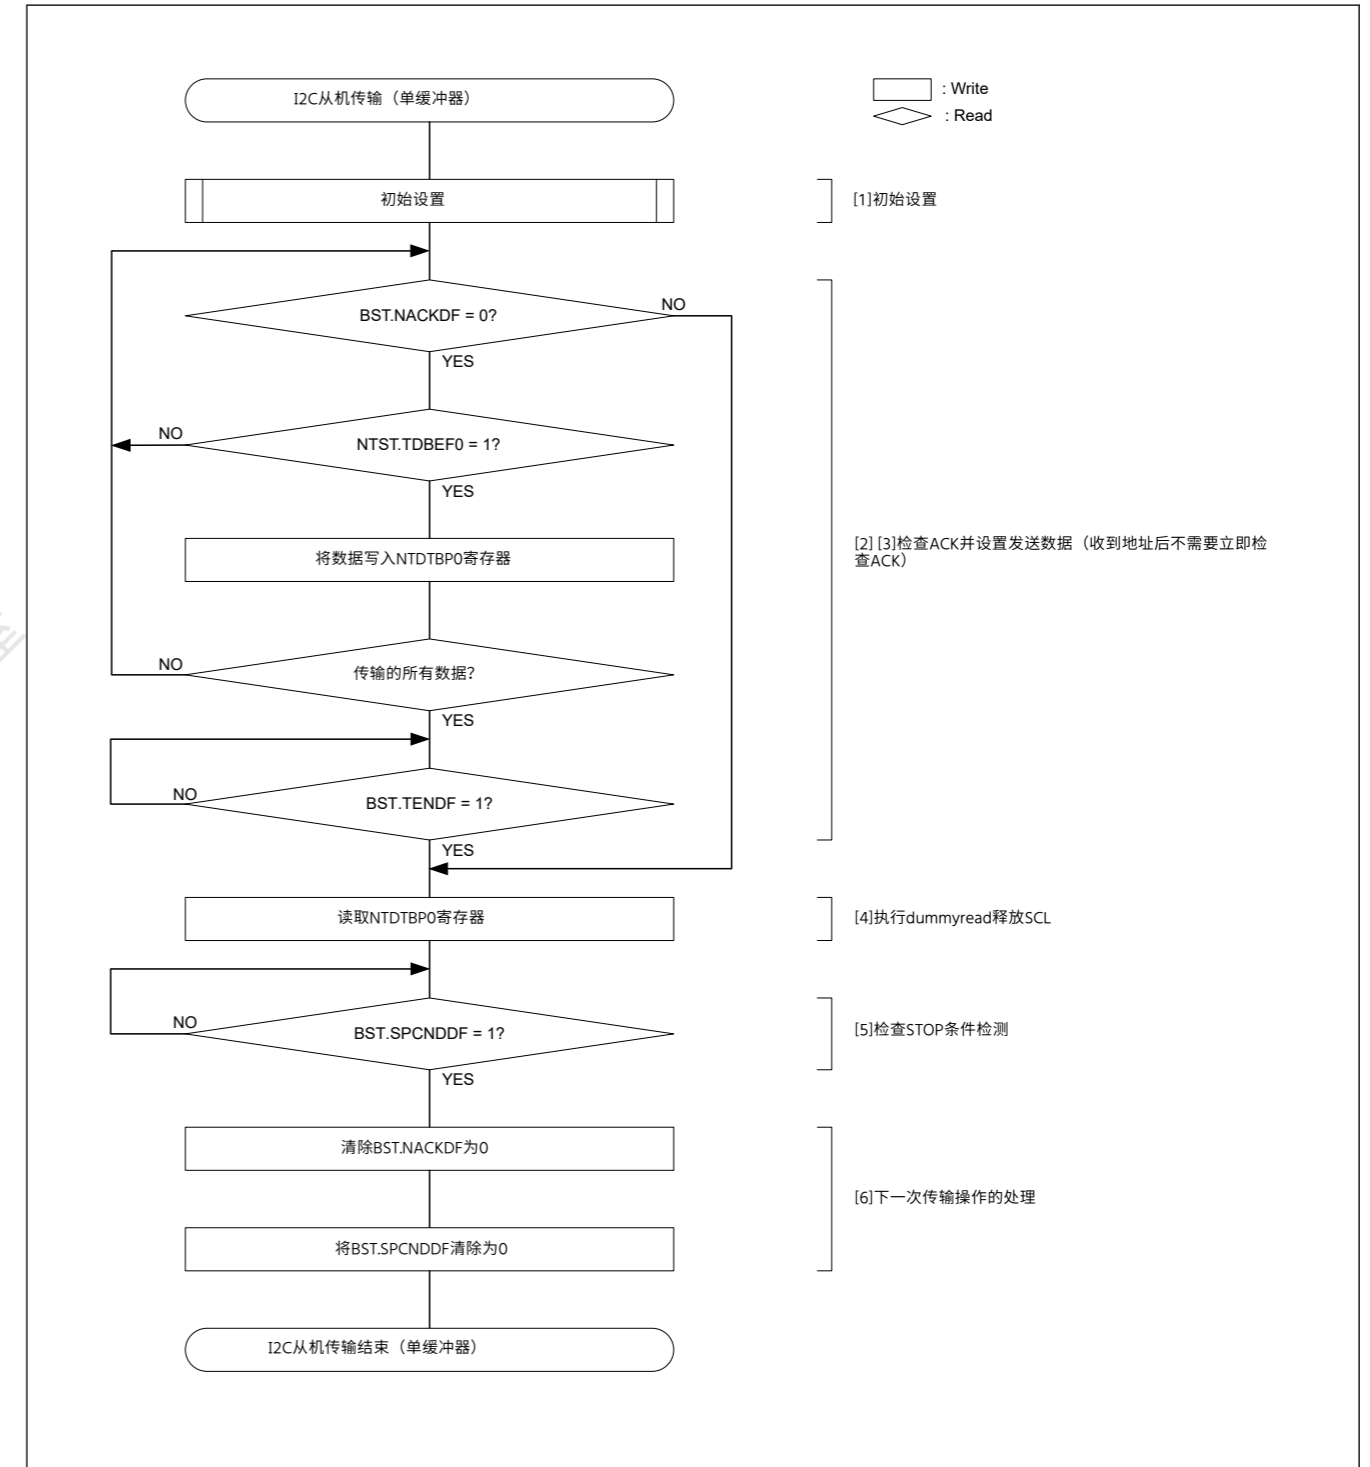 I2C从机传输（单缓冲器）
: Write
: Read
初始设置
[1]初始设置
BST.NACKDF = 0?
NO
YES
NTST.TDBEF0 = 1?
NO
YES
将数据写入NTDTBP0寄存器
[2] [3]检查ACK并设置发送数据（收到地址后不需要立即检
查ACK）
传输的所有数据?
NO
YES
BST.TENDF = 1?
NO
YES
读取NTDTBP0寄存器
[4]执行dummyread释放SCL
BST.SPCNDDF = 1?
NO
YES
[5]检查STOP条件检测
清除BST.NACKDF为0
[6]下一次传输操作的处理
将BST.SPCNDDF清除为0
I2C从机传输结束（单缓冲器）